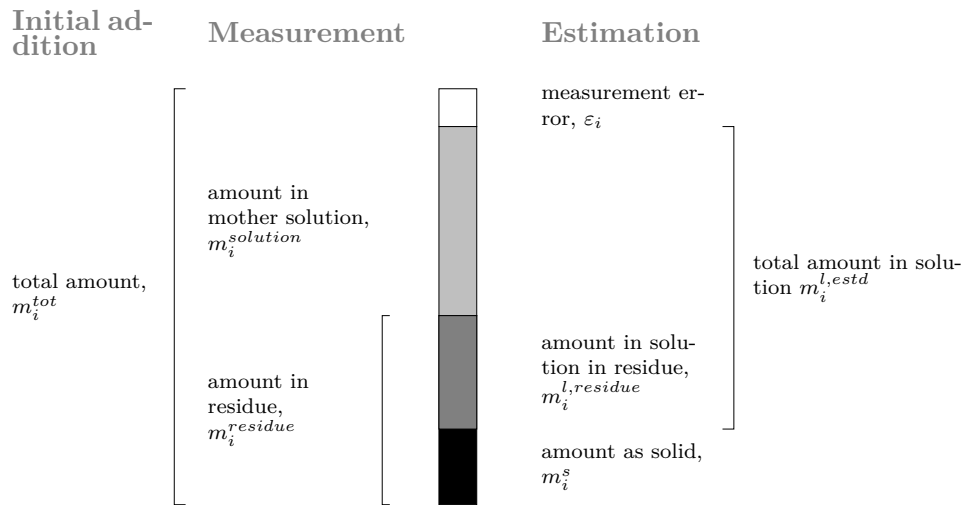 Initial ad-
dition
Measurement
Estimation
measurement er-
ror, εᵢ
amount in
mother solution,
$m_i^{solution}$
total amount,
$m_i^{tot}$
total amount in solu-
tion $m_i^{l,estd}$
amount in solu-
tion in residue,
$m_i^{l,residue}$
amount in
residue,
$m_i^{residue}$
amount as solid,
$m_i^s$